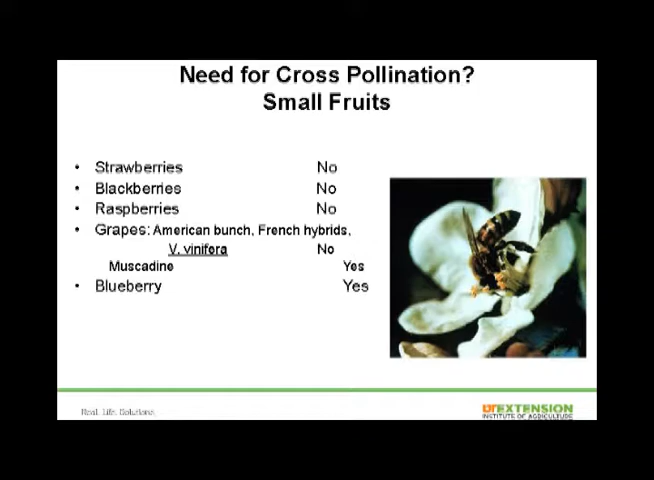 Need for Cross Pollination?
Small Fruits
• Strawberries No
• Blackberries No
• Raspberries No
• Grapes: American bunch, French hybrids,
V. vinifera No
Muscadine Yes
• Blueberry Yes
Real. Life. Solutions.
UTEXTENSION
INSTITUTE OF AGRICULTURE